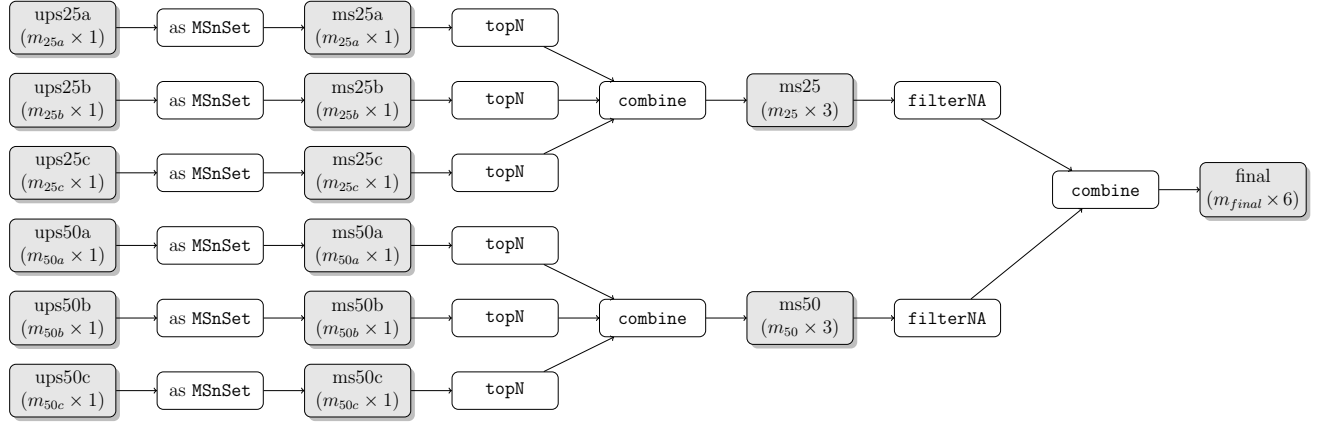 ups25a
(m25a × 1)
as MSnSet
ms25a
(m25a × 1)
topN
ups25b
(m25b × 1)
as MSnSet
ms25b
(m25b × 1)
topN
combine
ms25
(m25 × 3)
filterNA
ups25c
(m25c × 1)
as MSnSet
ms25c
(m25c × 1)
topN
combine
final
(mfinal × 6)
ups50a
(m50a × 1)
as MSnSet
ms50a
(m50a × 1)
topN
ups50b
(m50b × 1)
as MSnSet
ms50b
(m50b × 1)
topN
combine
ms50
(m50 × 3)
filterNA
ups50c
(m50c × 1)
as MSnSet
ms50c
(m50c × 1)
topN